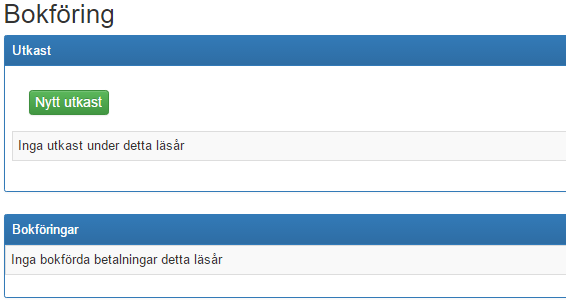 Bokföring
Utkast
Nytt utkast
Inga utkast under detta läsår
Bokföringar
Inga bokförda betalningar detta läsår